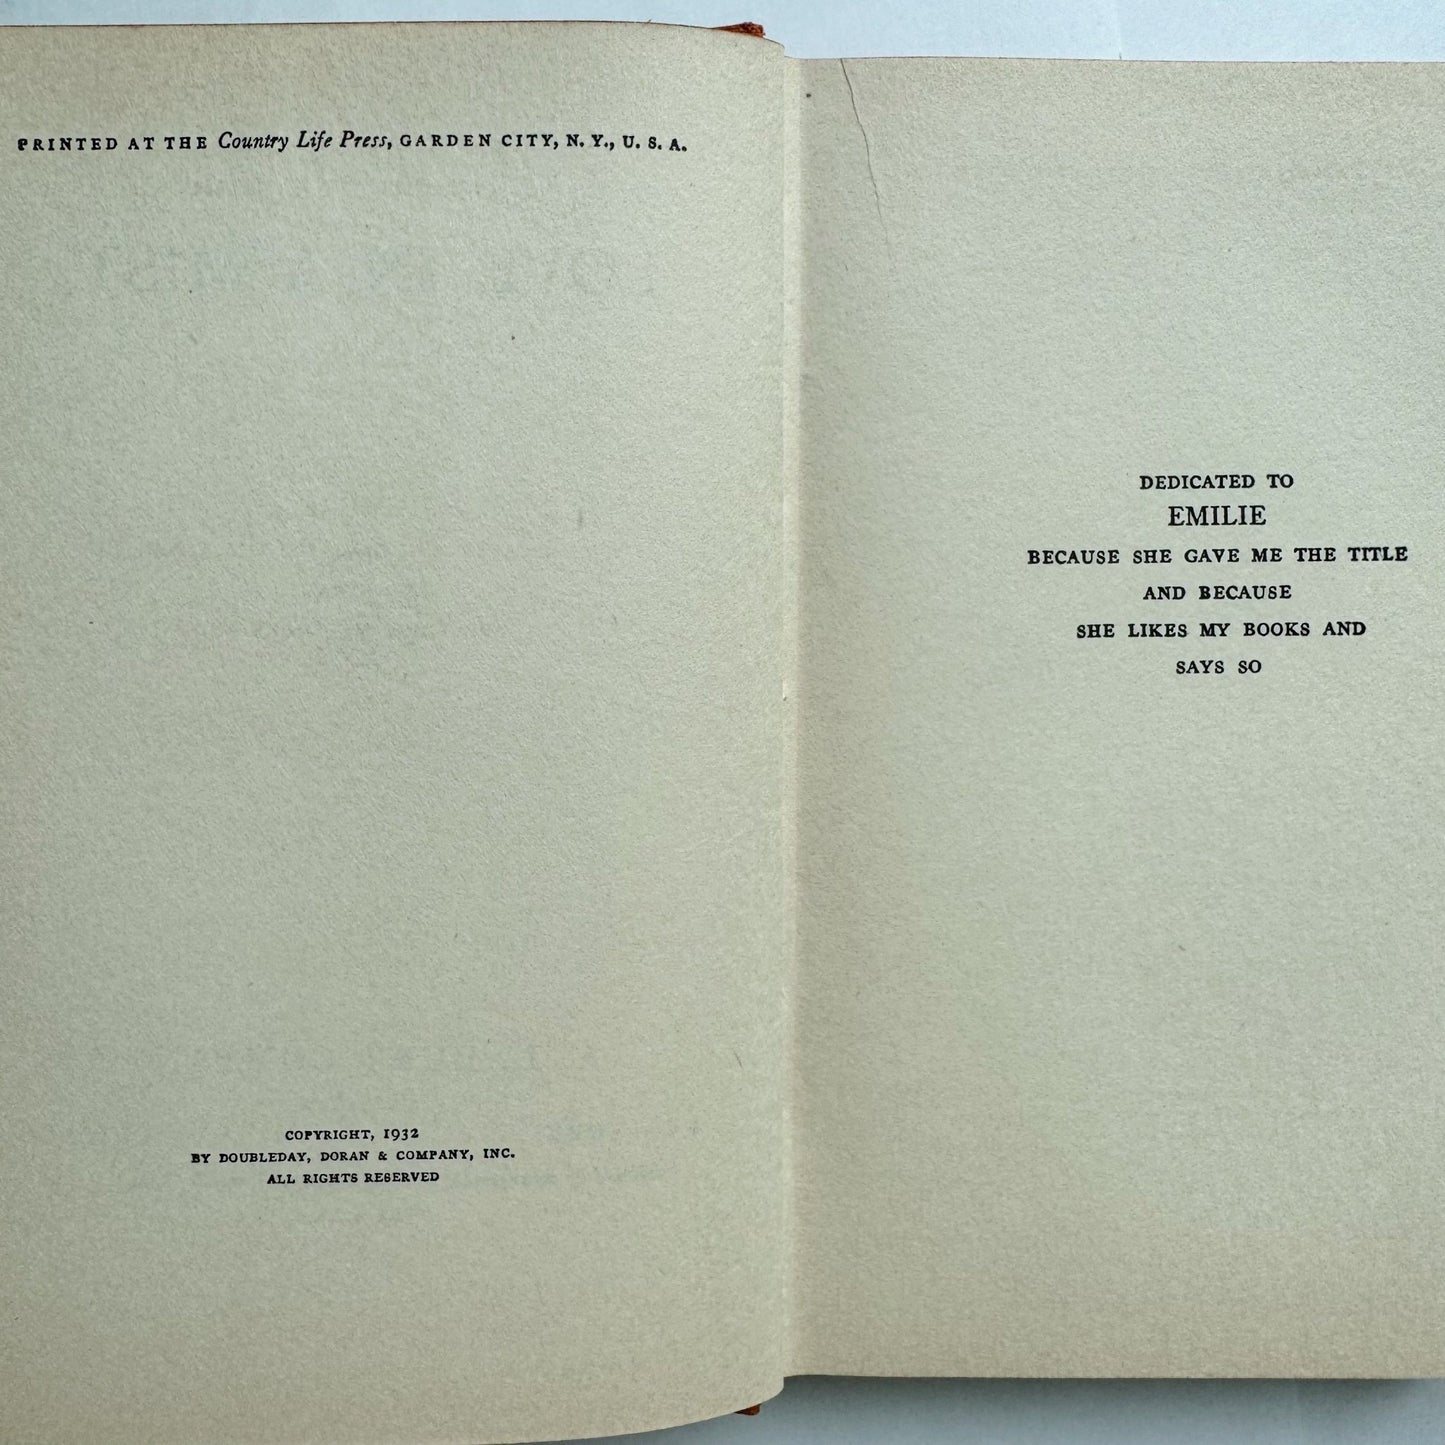 PRINTED AT THE Country Life Press, GARDEN CITY, N. Y., U. S. A.
COPYRIGHT, 1932
BY DOUBLEDAY, DORAN & COMPANY, INC.
ALL RIGHTS RESERVED
DEDICATED TO
EMILIE
BECAUSE SHE GAVE ME THE TITLE
AND BECAUSE
SHE LIKES MY BOOKS AND
SAYS SO